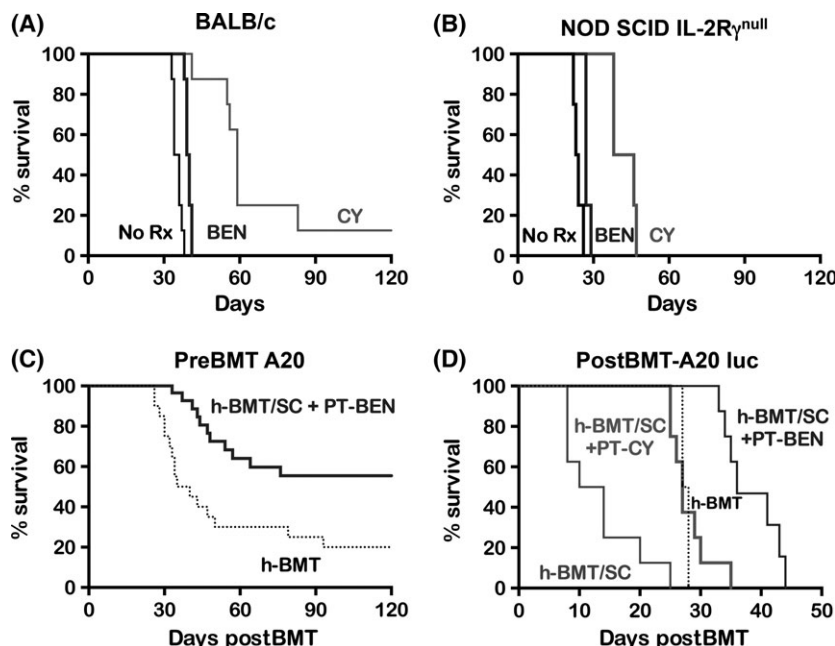 (A)
BALB/c
% survival
100
80
60
40
20
0
No Rx
BEN
CY
0 30 60 90 120
Days
(B)
NOD SCID IL-2Rγnull
% survival
100
80
60
40
20
0
No Rx
BEN
CY
0 30 60 90 120
Days
(C)
PreBMT A20
% survival
100
80
60
40
20
0
h-BMT/SC + PT-BEN
h-BMT
0 30 60 90 120
Days postBMT
(D)
PostBMT-A20 luc
% survival
100
80
60
40
20
0
h-BMT/SC
+PT-CY
h-BMT/SC
+PT-BEN
h-BMT
h-BMT/SC
0 10 20 30 40 50
Days postBMT